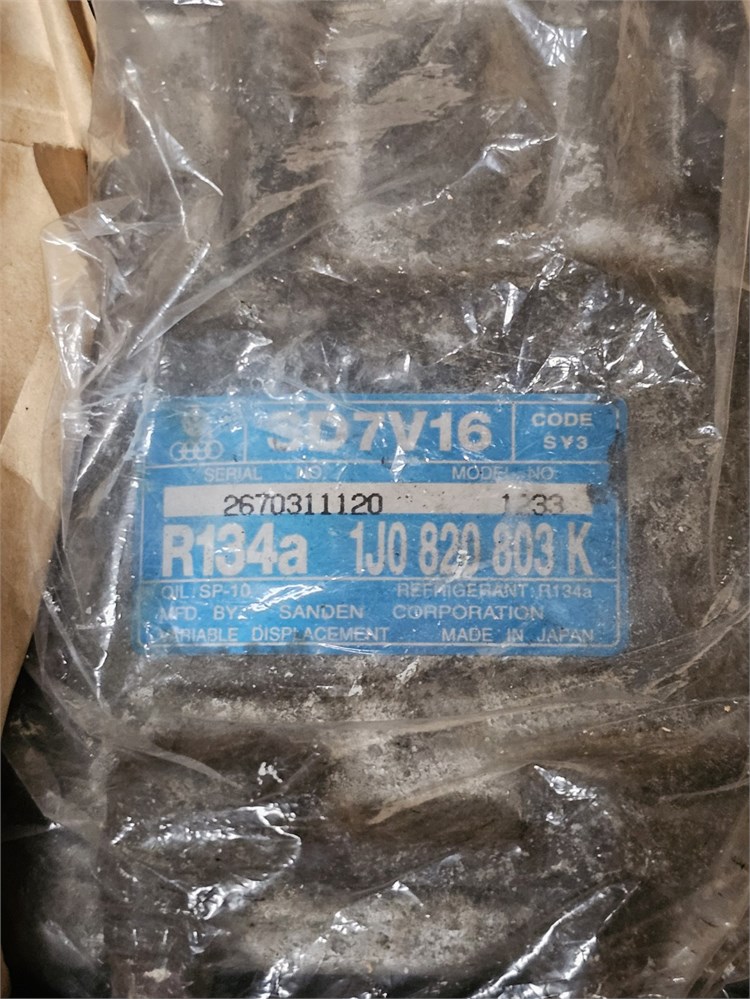 SD7V16
CODE
SV3
SERIAL NO. MODEL NO.
2670311120 1233
R134a 1J0 820 803 K
OIL: SP-10 REFRIGERANT: R134a
MFD. BY: SANDEN CORPORATION
VARIABLE DISPLACEMENT MADE IN JAPAN